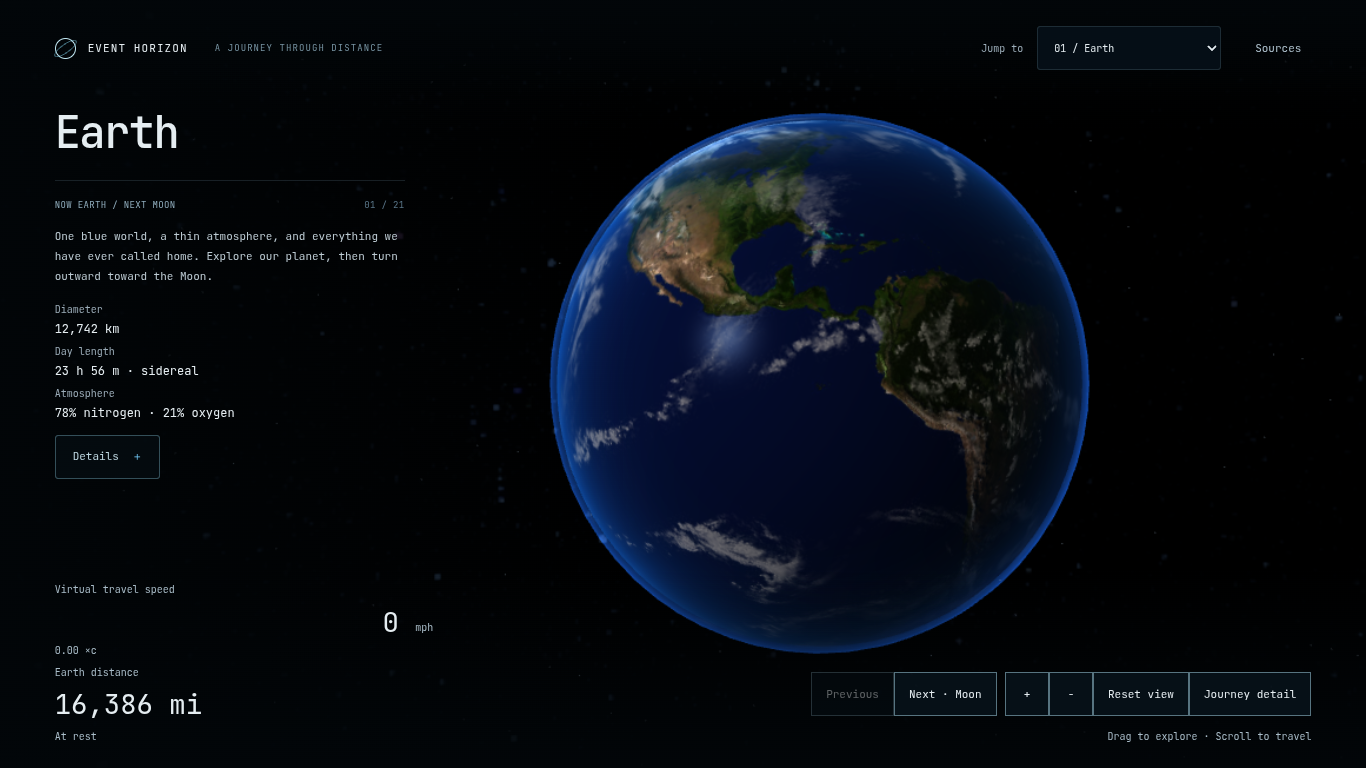 EVENT HORIZON
A JOURNEY THROUGH DISTANCE
Jump to
01 / Earth
Sources
Earth
NOW EARTH / NEXT MOON
01 / 21
One blue world, a thin atmosphere, and everything we
have ever called home. Explore our planet, then turn
outward toward the Moon.
Diameter
12,742 km
Day length
23 h 56 m · sidereal
Atmosphere
78% nitrogen · 21% oxygen
Details +
Virtual travel speed
0 mph
0.00 ×c
Earth distance
16,386 mi
At rest
Previous
Next · Moon
+
-
Reset view
Journey detail
Drag to explore · Scroll to travel